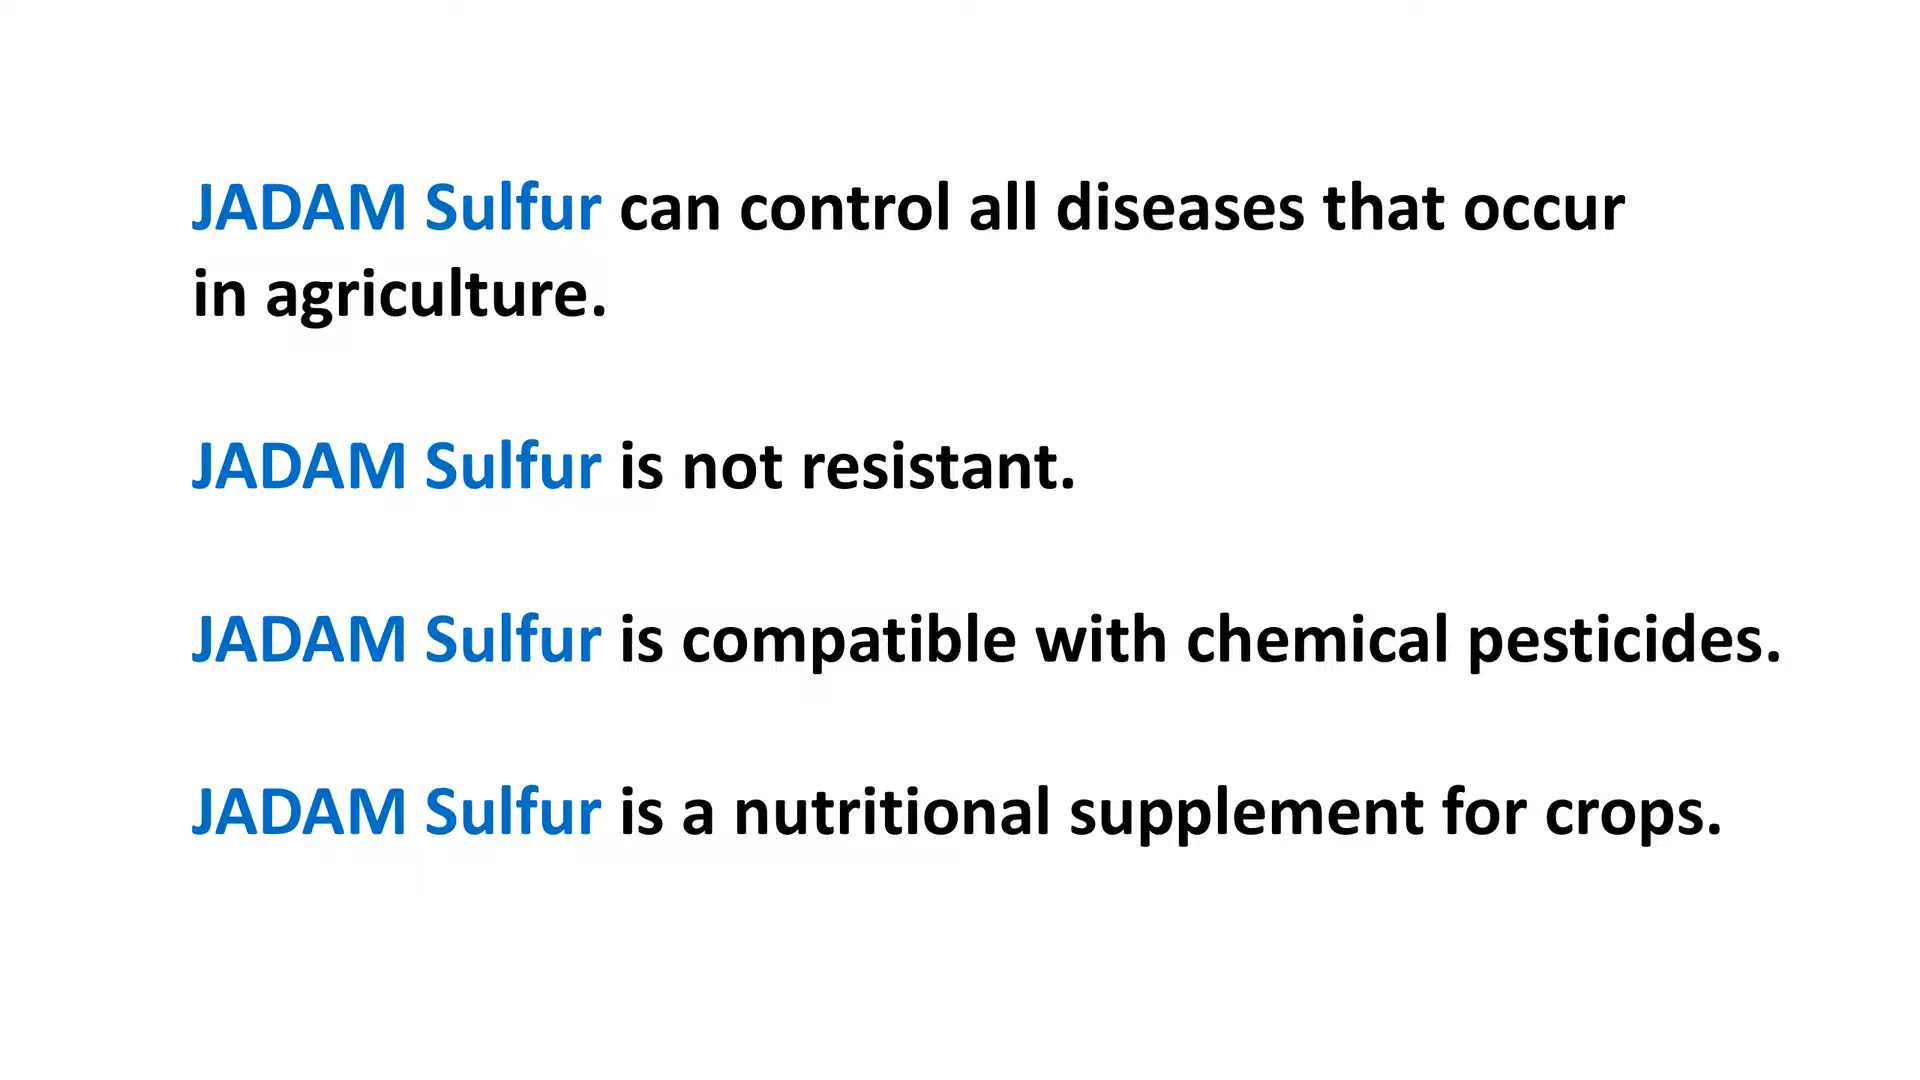 JADAM Sulfur can control all diseases that occur
in agriculture.
JADAM Sulfur is not resistant.
JADAM Sulfur is compatible with chemical pesticides.
JADAM Sulfur is a nutritional supplement for crops.